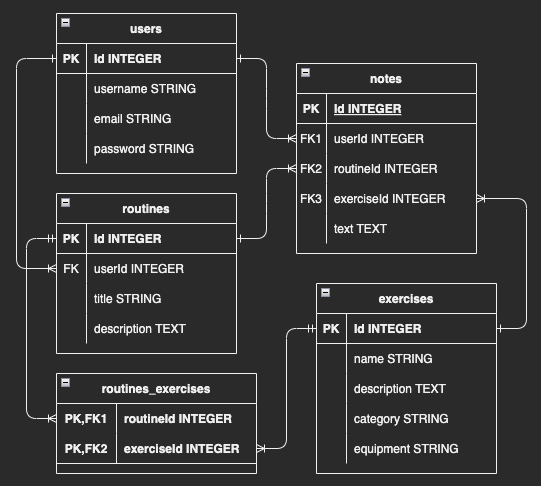 users
PK Id INTEGER
username STRING
email STRING
password STRING
notes
PK Id INTEGER
FK1 userId INTEGER
FK2 routineId INTEGER
FK3 exerciseId INTEGER
text TEXT
routines
PK Id INTEGER
FK userId INTEGER
title STRING
description TEXT
exercises
PK Id INTEGER
name STRING
description TEXT
category STRING
equipment STRING
routines_exercises
PK,FK1 routineId INTEGER
PK,FK2 exerciseId INTEGER